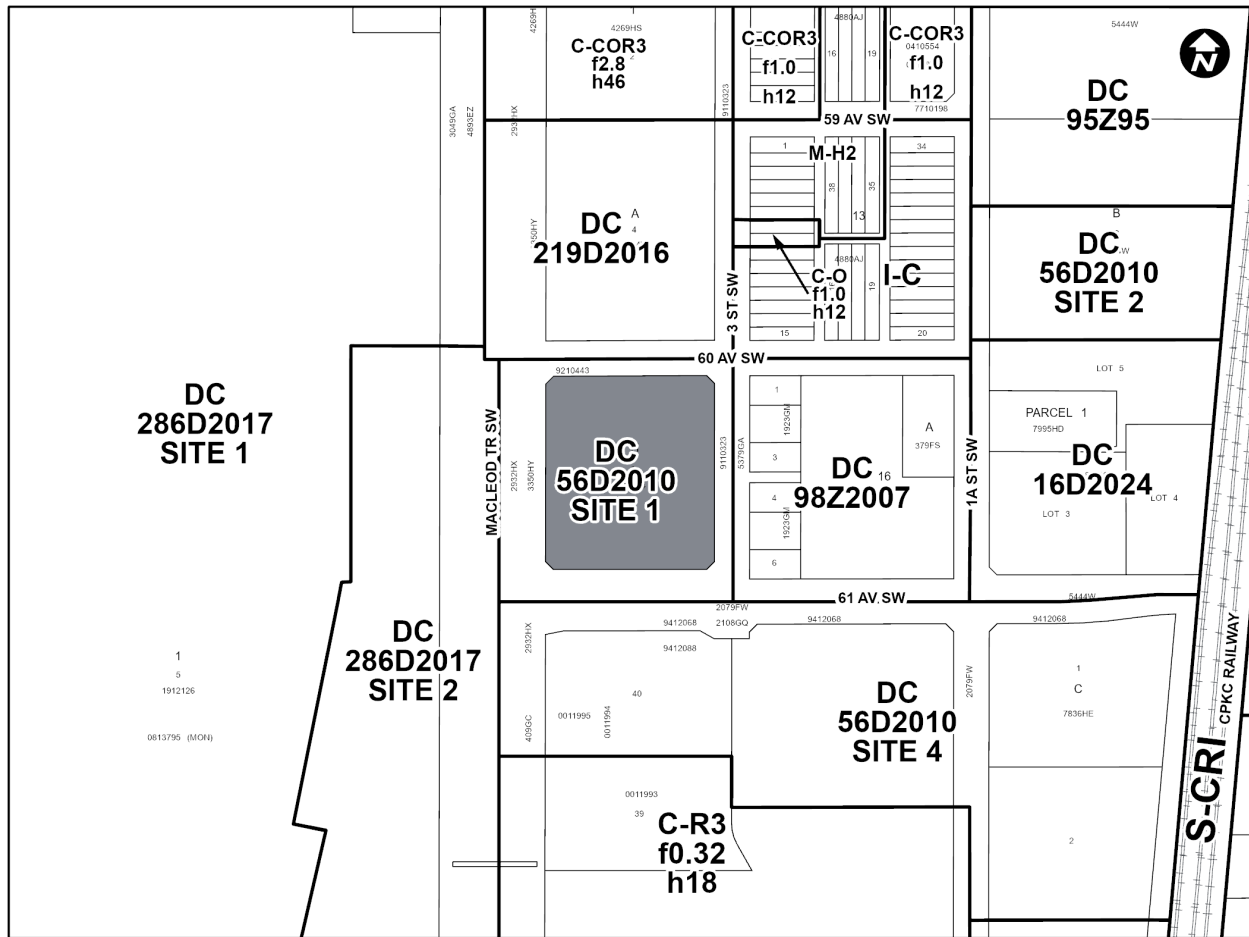 4269HS
C-COR3
f2.8
h46
C-COR3
f1.0
h12
4880AJ
16
19
C-COR3
0410554
f1.0
h12
7710198
5444W
N
DC
95Z95
3049GA
4893EZ
9110323
59 AV SW
1
M-H2
34
38
35
13
DC
219D2016
A
4
3 ST SW
C-O
f1.0
h12
4880AJ
19
I-C
15
20
B
DC
56D2010
SITE 2
60 AV SW
LOT 5
DC
286D2017
SITE 1
MACLEOD TR SW
2932HX
3350HY
9210443
DC
56D2010
SITE 1
9110323
5379GA
1
1923GM
3
4
1923GM
6
DC
98Z2007
16
A
379FS
1A ST SW
PARCEL 1
7995HD
DC
16D2024
LOT 3
LOT 4
61 AV SW
5444W
2079FW
9412068
2108GQ
9412068
9412068
9412088
2932HX
DC
286D2017
SITE 2
409GC
40
0011995
0011994
DC
56D2010
SITE 4
2079FW
1
C
7836HE
CPKC RAILWAY
S-CRI
1
5
1912126
0813795 (MON)
0011993
39
C-R3
f0.32
h18
2